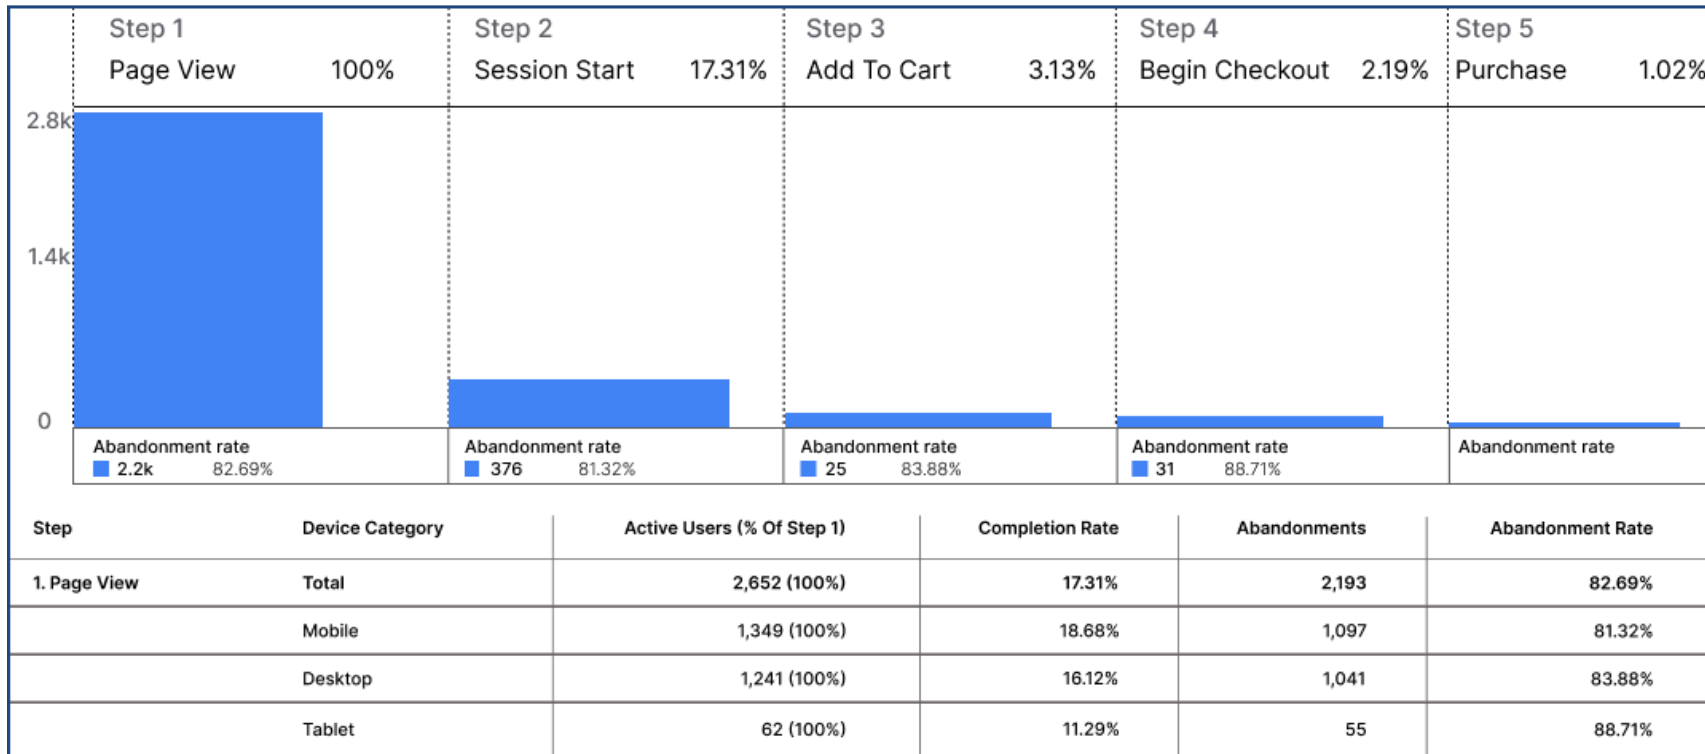 Step 1 Step 2 Step 3 Step 4 Step 5
Page View 100% Session Start 17.31% Add To Cart 3.13% Begin Checkout 2.19% Purchase 1.02%
2.8k
1.4k
0
Abandonment rate Abandonment rate Abandonment rate Abandonment rate Abandonment rate
2.2k 82.69% 376 81.32% 25 83.88% 31 88.71%
Step Device Category Active Users (% Of Step 1) Completion Rate Abandonments Abandonment Rate
1. Page View Total 2,652 (100%) 17.31% 2,193 82.69%
Mobile 1,349 (100%) 18.68% 1,097 81.32%
Desktop 1,241 (100%) 16.12% 1,041 83.88%
Tablet 62 (100%) 11.29% 55 88.71%